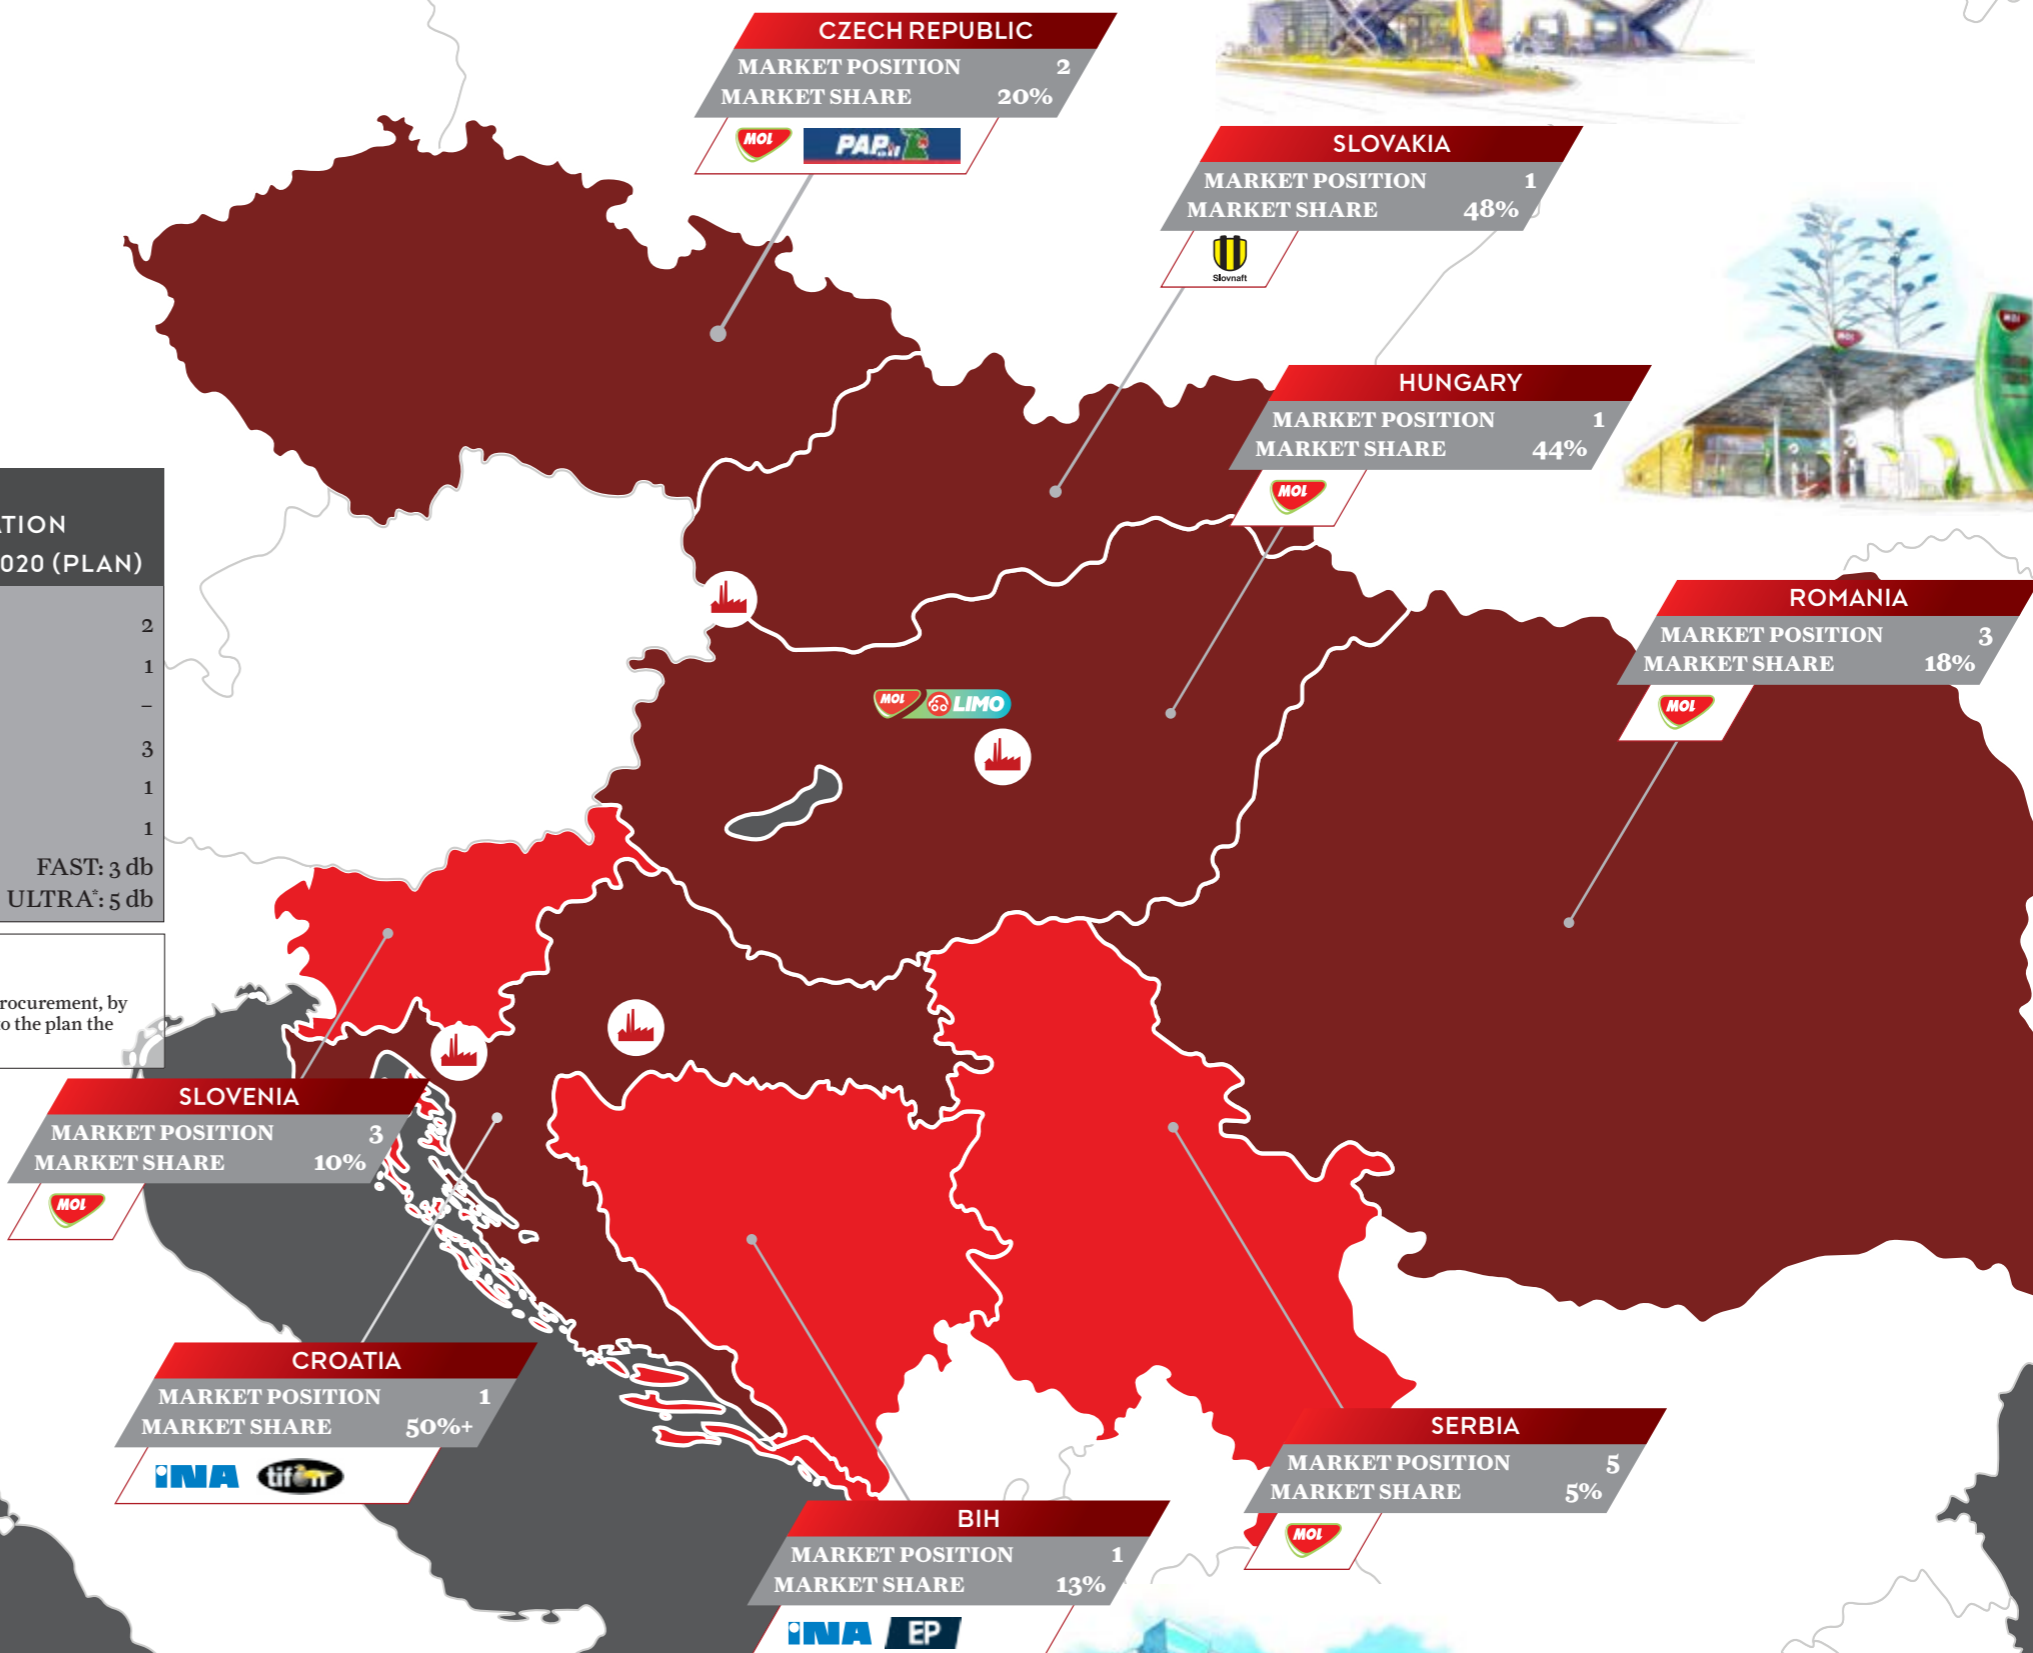 CZECH REPUBLIC
MARKET POSITION 2
MARKET SHARE 20%
MOL PAP
SLOVAKIA
MARKET POSITION 1
MARKET SHARE 48%
Slovnaft
HUNGARY
MARKET POSITION 1
MARKET SHARE 44%
MOL
ATION
020 (PLAN)
2
1
–
3
1
1
FAST: 3 db
ULTRA*: 5 db
rocurement, by
o the plan the
MOL LIMO
ROMANIA
MARKET POSITION 3
MARKET SHARE 18%
MOL
SLOVENIA
MARKET POSITION 3
MARKET SHARE 10%
MOL
CROATIA
MARKET POSITION 1
MARKET SHARE 50%+
INA tifon
SERBIA
MARKET POSITION 5
MARKET SHARE 5%
MOL
BIH
MARKET POSITION 1
MARKET SHARE 13%
INA EP